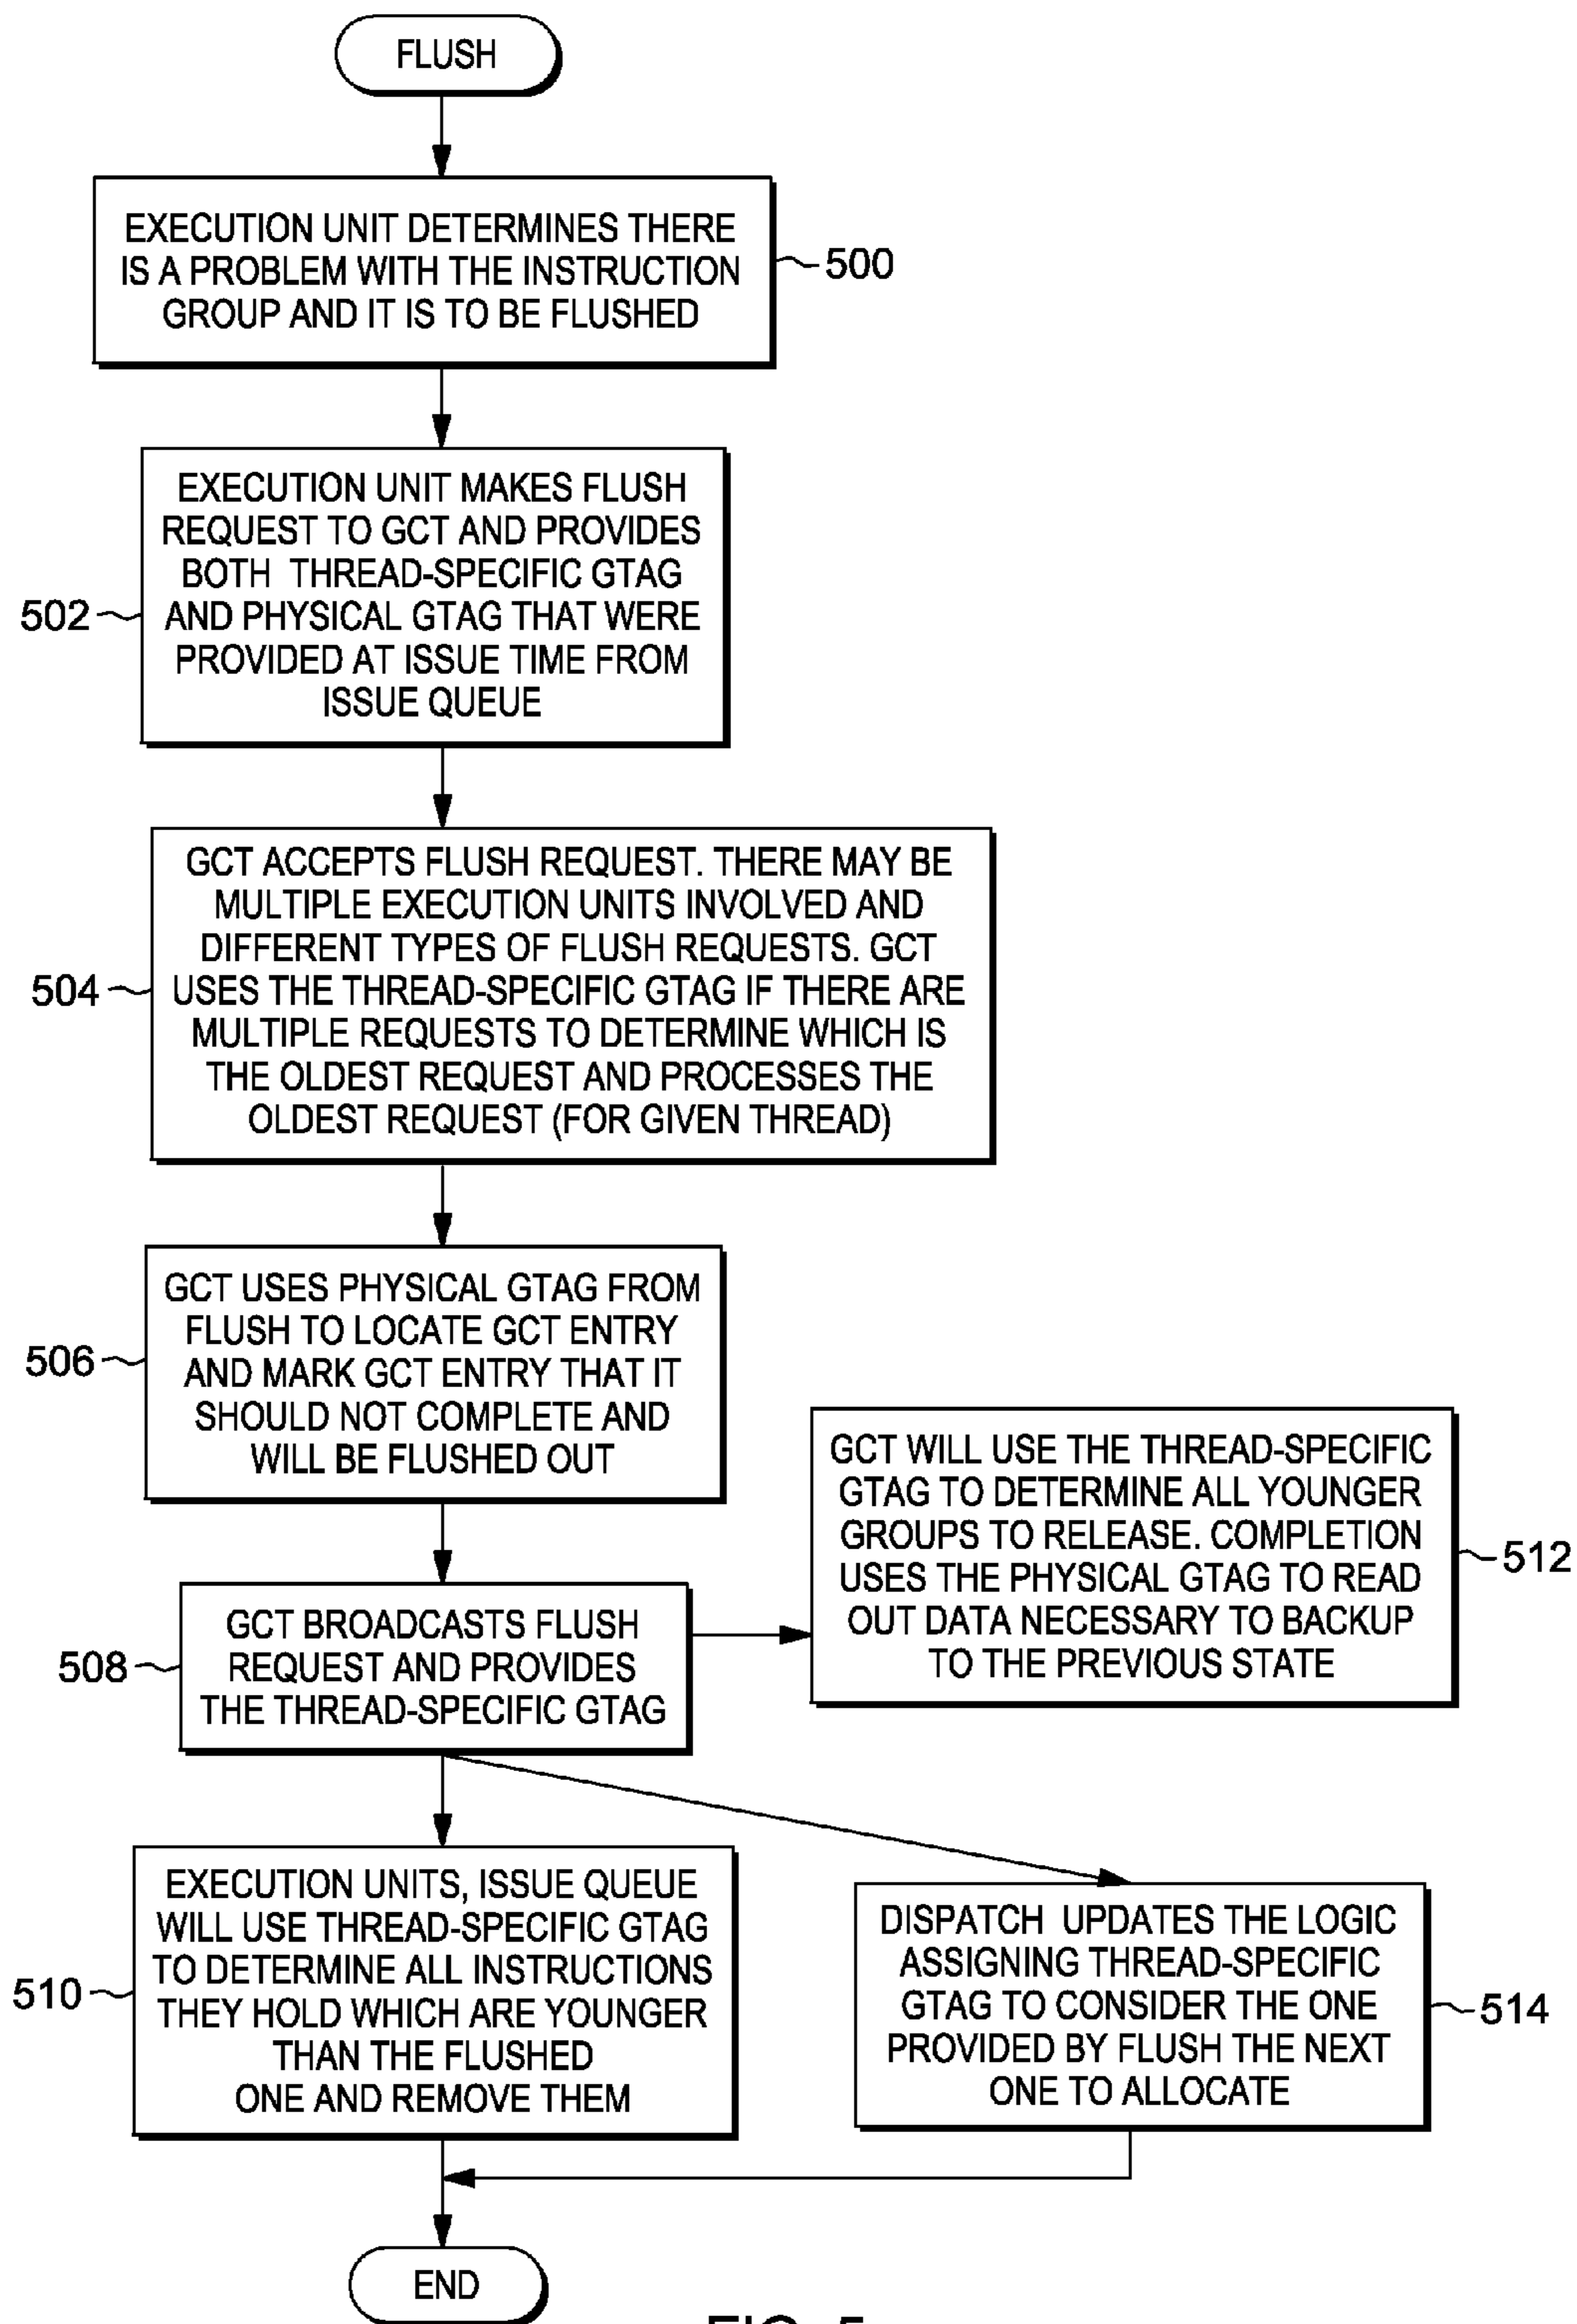 FLUSH
EXECUTION UNIT DETERMINES THERE
IS A PROBLEM WITH THE INSTRUCTION
GROUP AND IT IS TO BE FLUSHED
500
EXECUTION UNIT MAKES FLUSH
REQUEST TO GCT AND PROVIDES
BOTH THREAD-SPECIFIC GTAG
AND PHYSICAL GTAG THAT WERE
PROVIDED AT ISSUE TIME FROM
ISSUE QUEUE
502
GCT ACCEPTS FLUSH REQUEST. THERE MAY BE
MULTIPLE EXECUTION UNITS INVOLVED AND
DIFFERENT TYPES OF FLUSH REQUESTS. GCT
USES THE THREAD-SPECIFIC GTAG IF THERE ARE
MULTIPLE REQUESTS TO DETERMINE WHICH IS
THE OLDEST REQUEST AND PROCESSES THE
OLDEST REQUEST (FOR GIVEN THREAD)
504
GCT USES PHYSICAL GTAG FROM
FLUSH TO LOCATE GCT ENTRY
AND MARK GCT ENTRY THAT IT
SHOULD NOT COMPLETE AND
WILL BE FLUSHED OUT
506
GCT WILL USE THE THREAD-SPECIFIC
GTAG TO DETERMINE ALL YOUNGER
GROUPS TO RELEASE. COMPLETION
USES THE PHYSICAL GTAG TO READ
OUT DATA NECESSARY TO BACKUP
TO THE PREVIOUS STATE
512
GCT BROADCASTS FLUSH
REQUEST AND PROVIDES
THE THREAD-SPECIFIC GTAG
508
EXECUTION UNITS, ISSUE QUEUE
WILL USE THREAD-SPECIFIC GTAG
TO DETERMINE ALL INSTRUCTIONS
THEY HOLD WHICH ARE YOUNGER
THAN THE FLUSHED
ONE AND REMOVE THEM
510
DISPATCH UPDATES THE LOGIC
ASSIGNING THREAD-SPECIFIC
GTAG TO CONSIDER THE ONE
PROVIDED BY FLUSH THE NEXT
ONE TO ALLOCATE
514
END